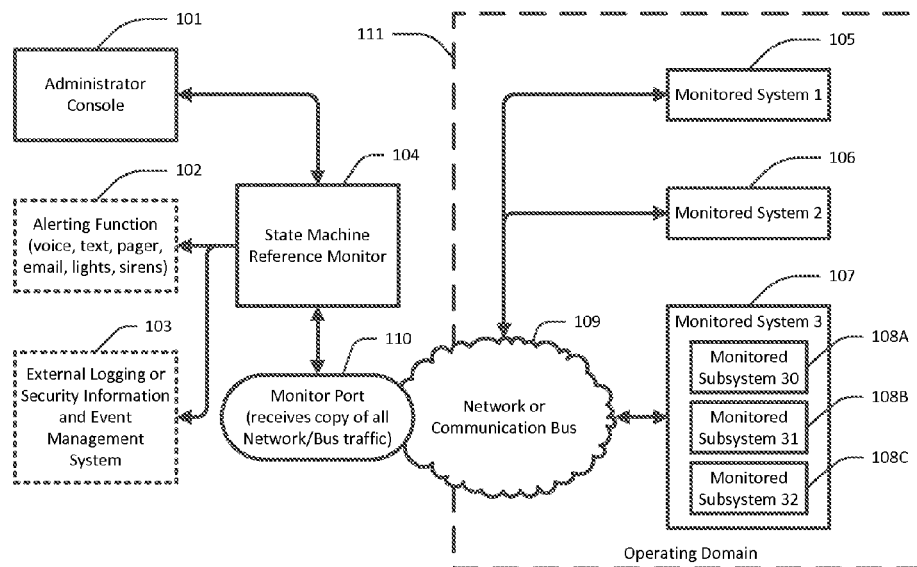 101
Administrator
Console
102
Alerting Function
(voice, text, pager,
email, lights, sirens)
103
External Logging or
Security Information
and Event
Management
System
104
State Machine
Reference Monitor
110
Monitor Port
(receives copy of all
Network/Bus traffic)
111
109
Network or
Communication Bus
105
Monitored System 1
106
Monitored System 2
107
Monitored System 3
108A
Monitored
Subsystem 30
108B
Monitored
Subsystem 31
108C
Monitored
Subsystem 32
Operating Domain